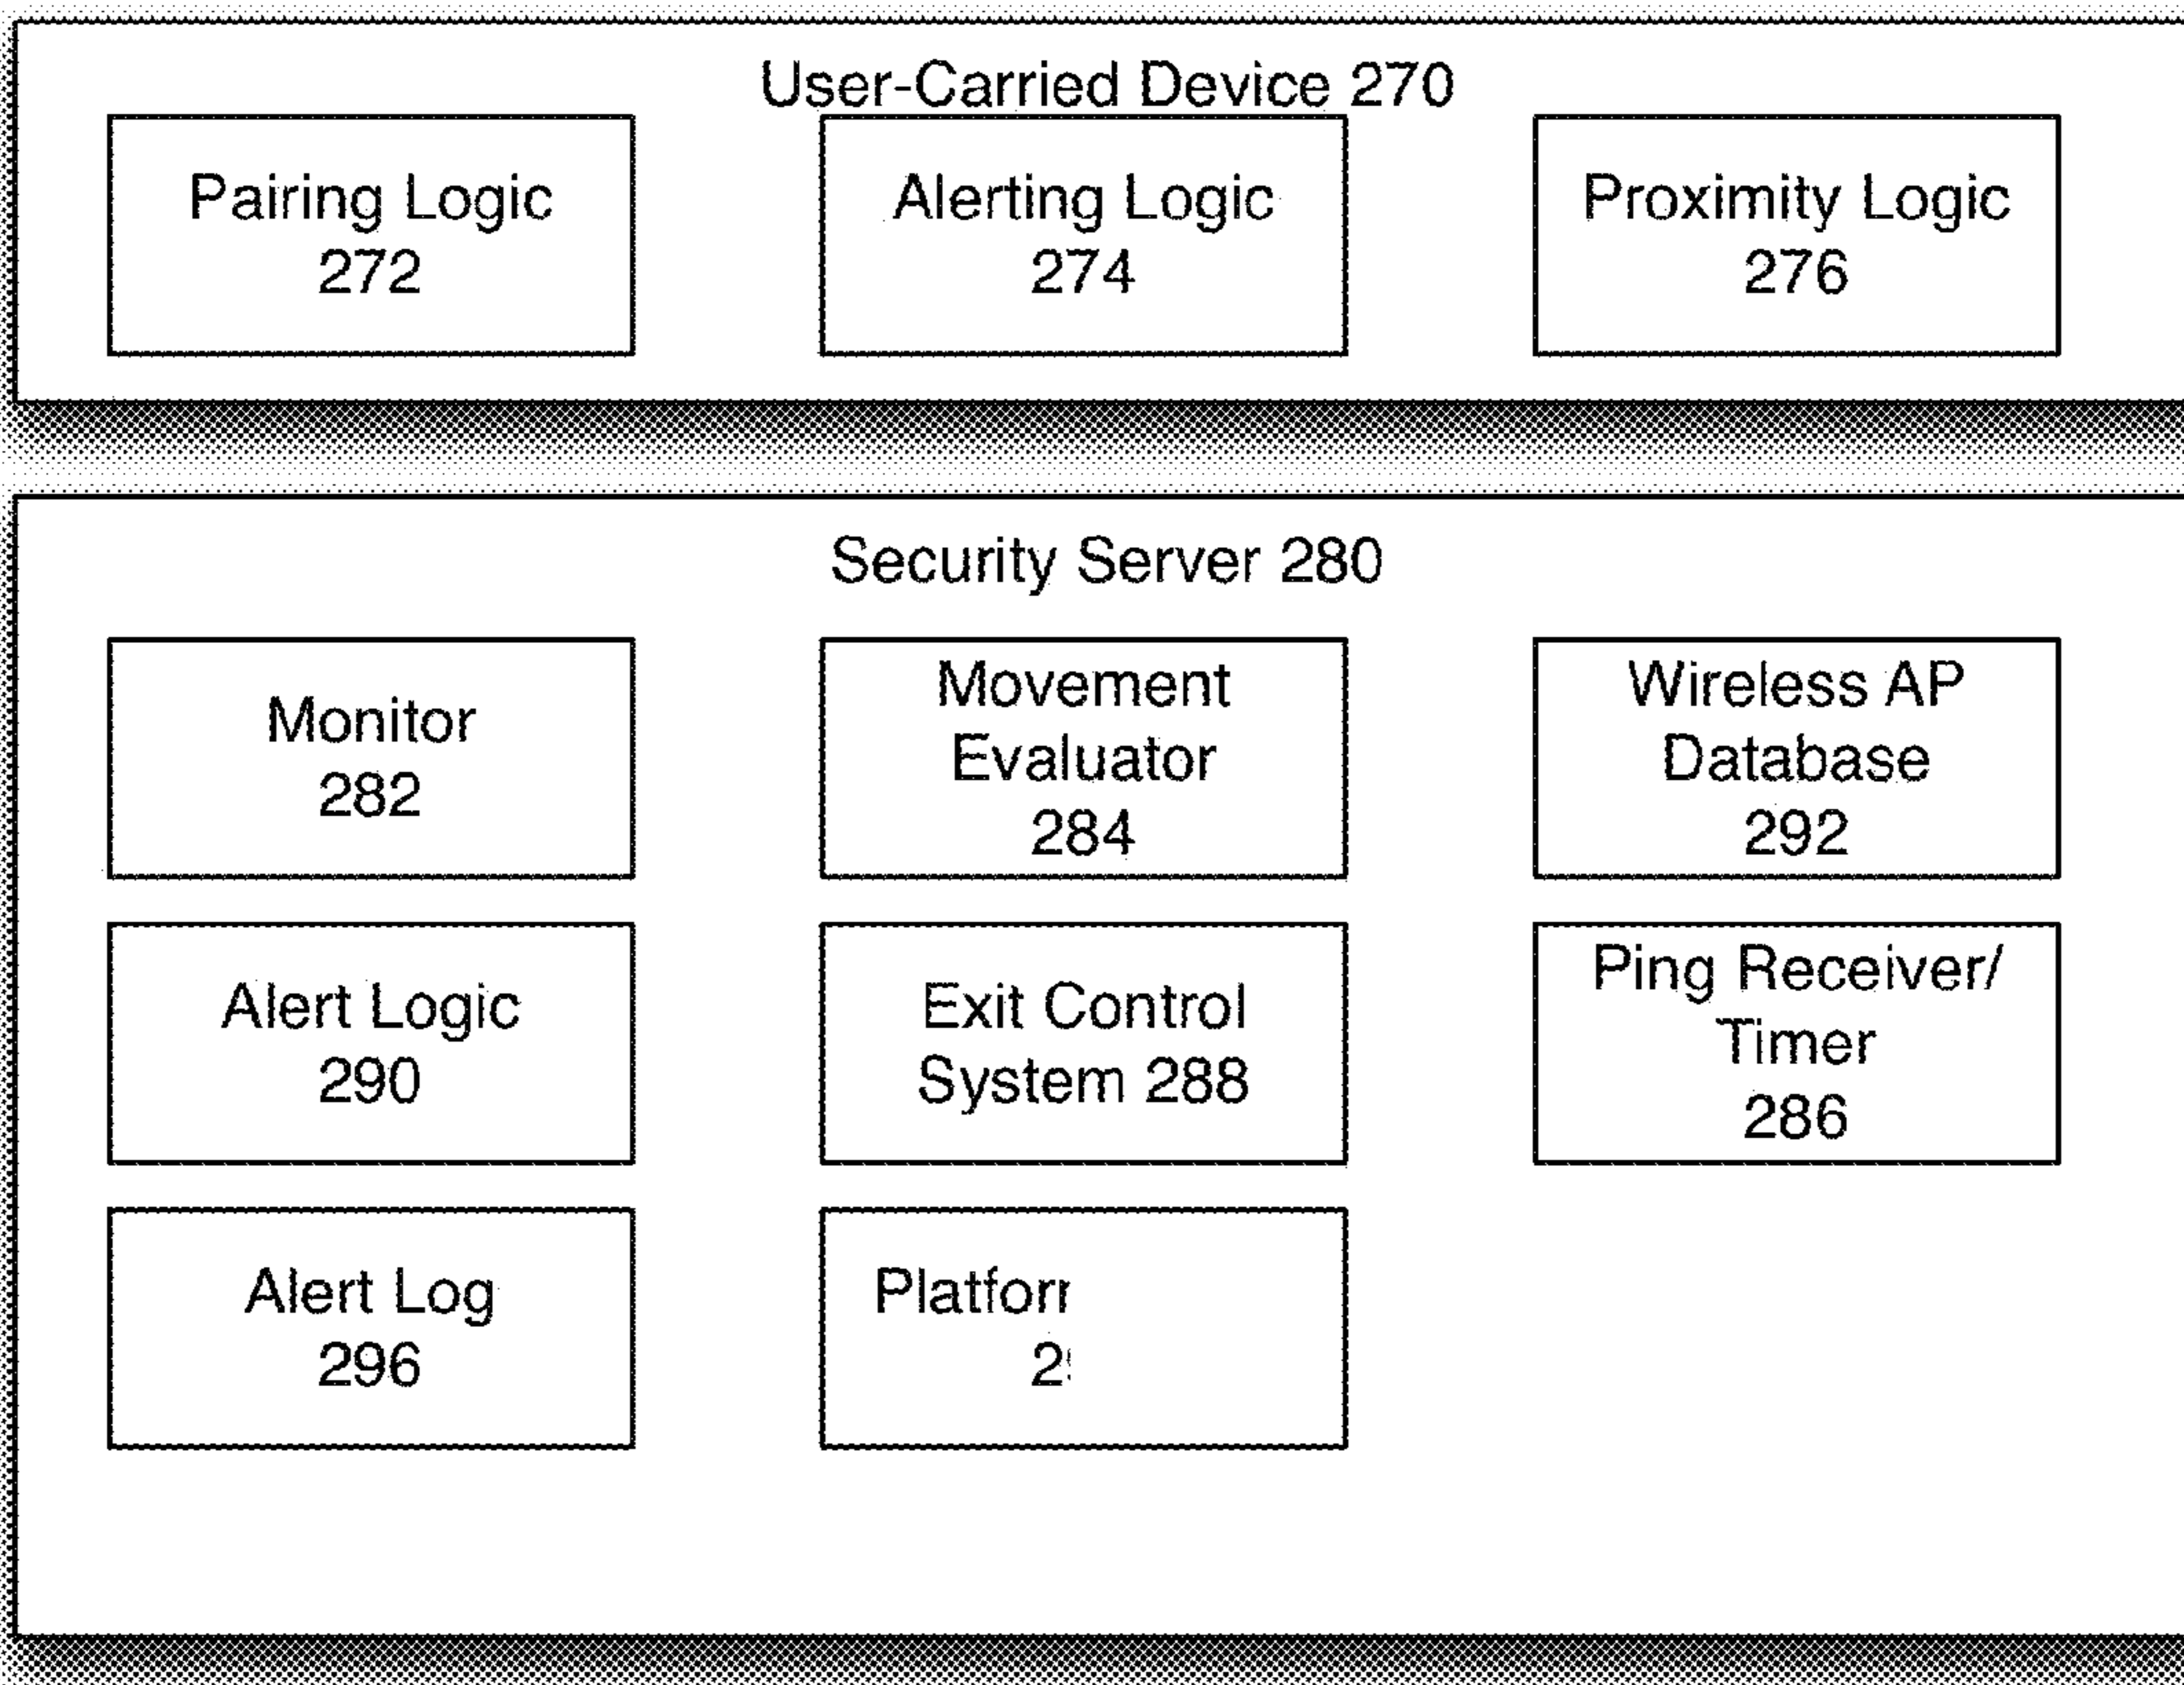 User-Carried Device 270
Pairing Logic
272
Alerting Logic
274
Proximity Logic
276
Security Server 280
Monitor
282
Movement
Evaluator
284
Wireless AP
Database
292
Alert Logic
290
Exit Control
System 288
Ping Receiver/
Timer
286
Alert Log
296